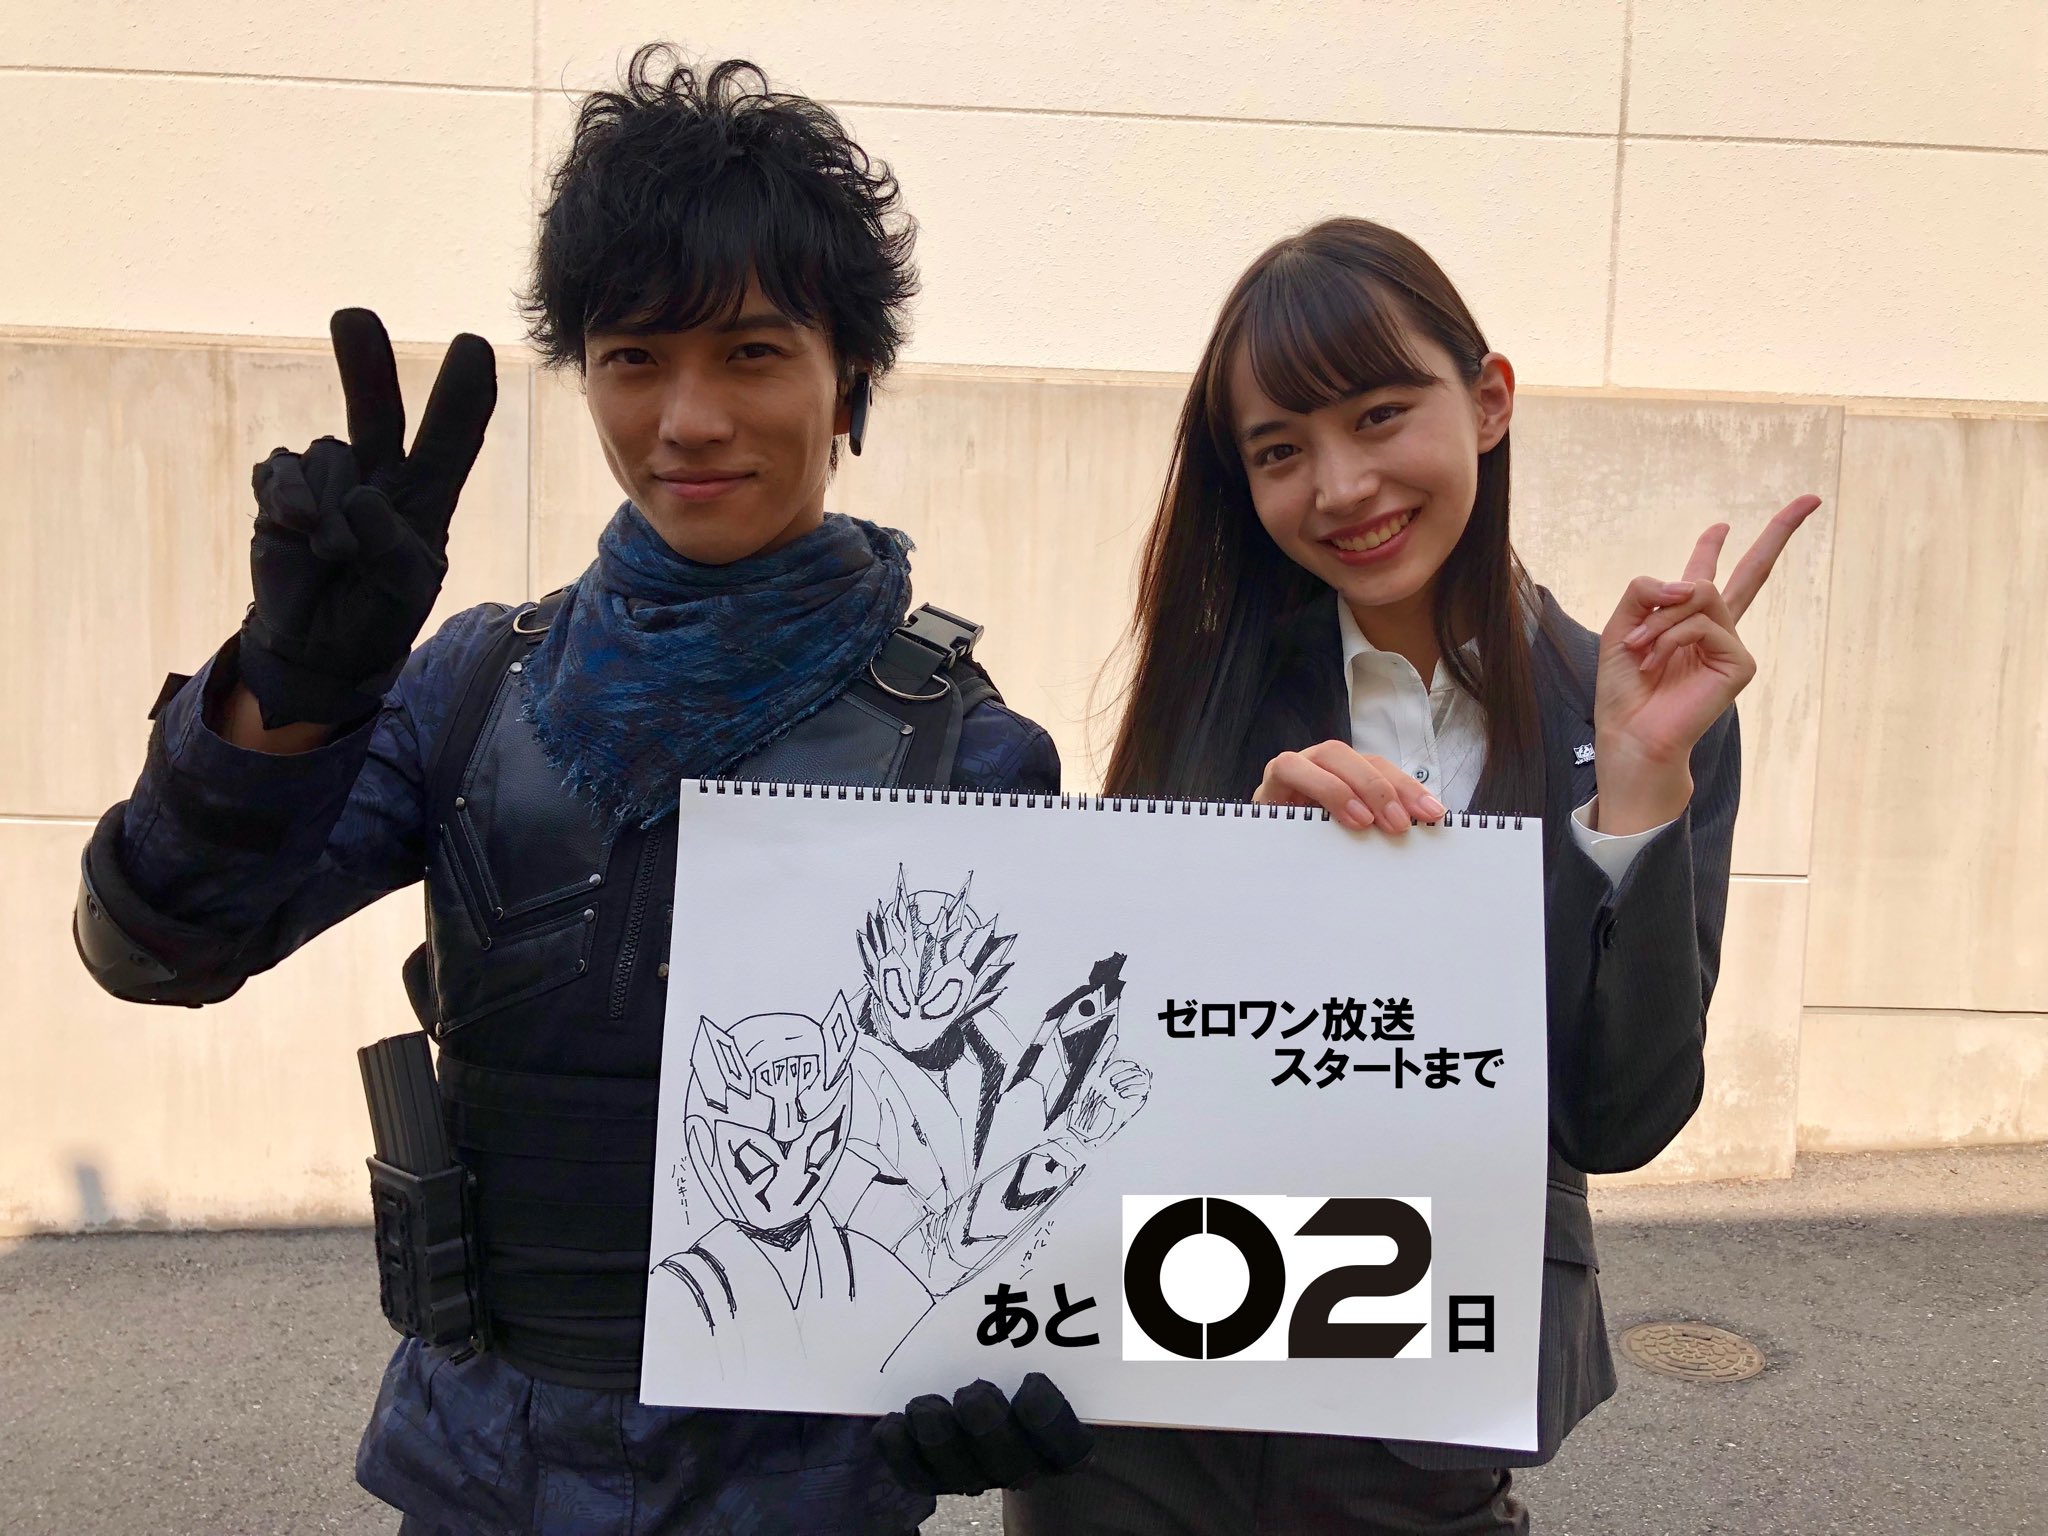 ゼロワン放送
スタートまで
バルキリー
バルカン
あと02日